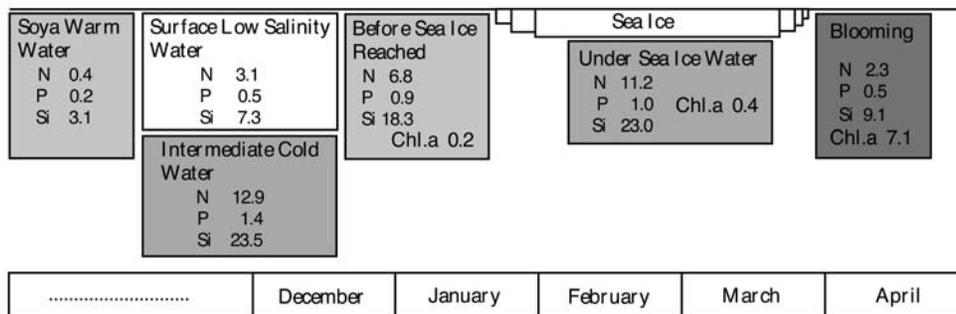 Soya Warm
Water
N 0.4
P 0.2
Si 3.1
Surface Low Salinity
Water
N 3.1
P 0.5
Si 7.3
Intermediate Cold
Water
N 12.9
P 1.4
Si 23.5
Before Sea Ice
Reached
N 6.8
P 0.9
Si 18.3
Chl.a 0.2
Sea Ice
Under Sea Ice Water
N 11.2
P 1.0 Chl.a 0.4
Si 23.0
Blooming
N 2.3
P 0.5
Si 9.1
Chl.a 7.1
............................ December January February March April